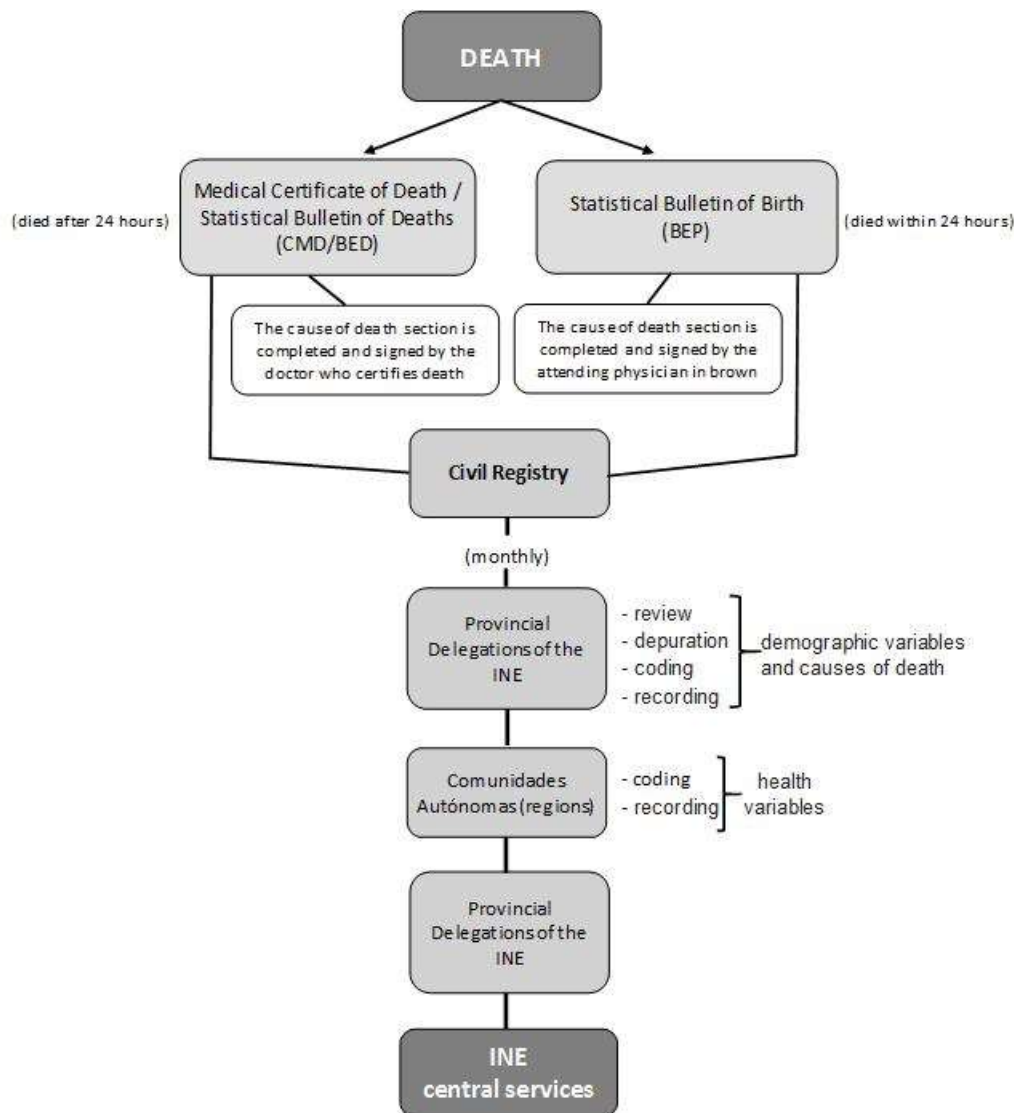 DEATH
Medical Certificate of Death /
Statistical Bulletin of Deaths
(CMD/BED)
(died after 24 hours)
Statistical Bulletin of Birth
(BEP)
(died within 24 hours)
The cause of death section is
completed and signed by the
doctor who certifies death
The cause of death section is
completed and signed by the
attending physician in brown
Civil Registry
(monthly)
Provincial
Delegations of the
INE
- review
- depuration
- coding
- recording
demographic variables
and causes of death
Comunidades
Autónomas (regions)
- coding
- recording
health
variables
Provincial
Delegations of the
INE
INE
central services